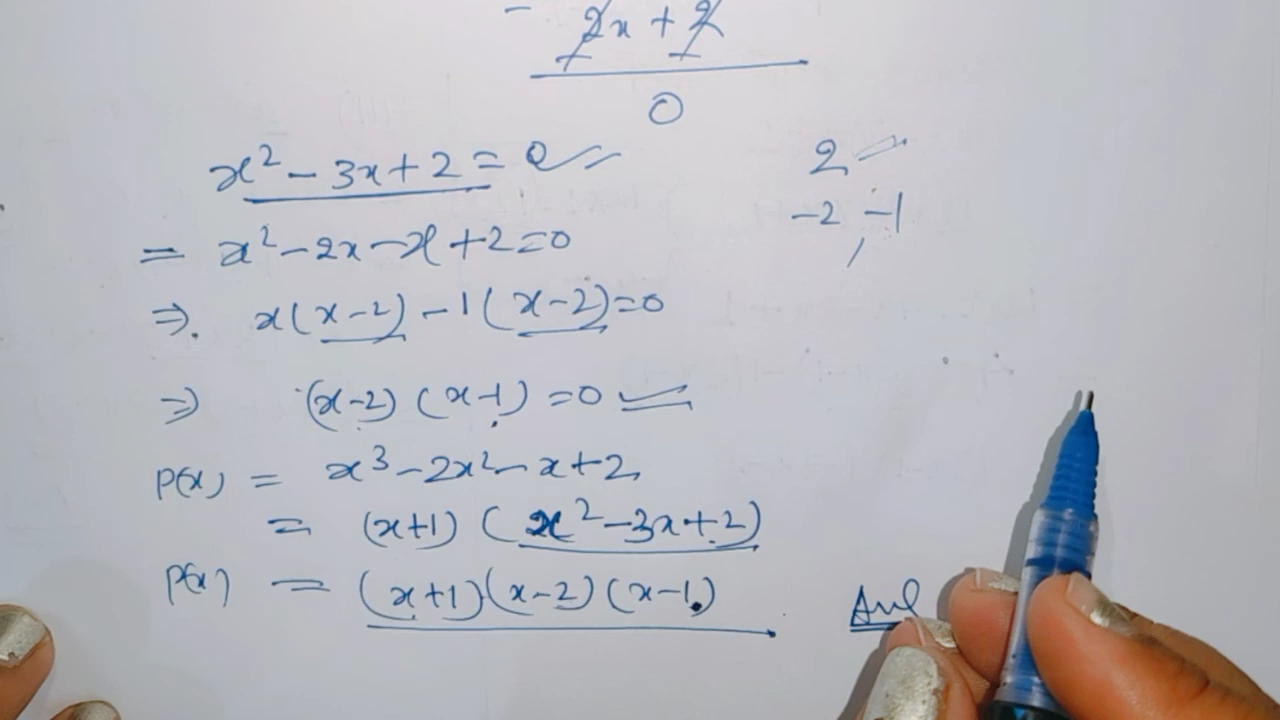 - 2x + 2
0
x² - 3x + 2 = 0
2
-2, -1
= x² - 2x - x + 2 = 0
⇒ x(x-2) - 1(x-2) = 0
⇒ (x-2)(x-1) = 0
P(x) = x³ - 2x² - x + 2
= (x+1)(x² - 3x + 2)
P(x) = (x+1)(x-2)(x-1)